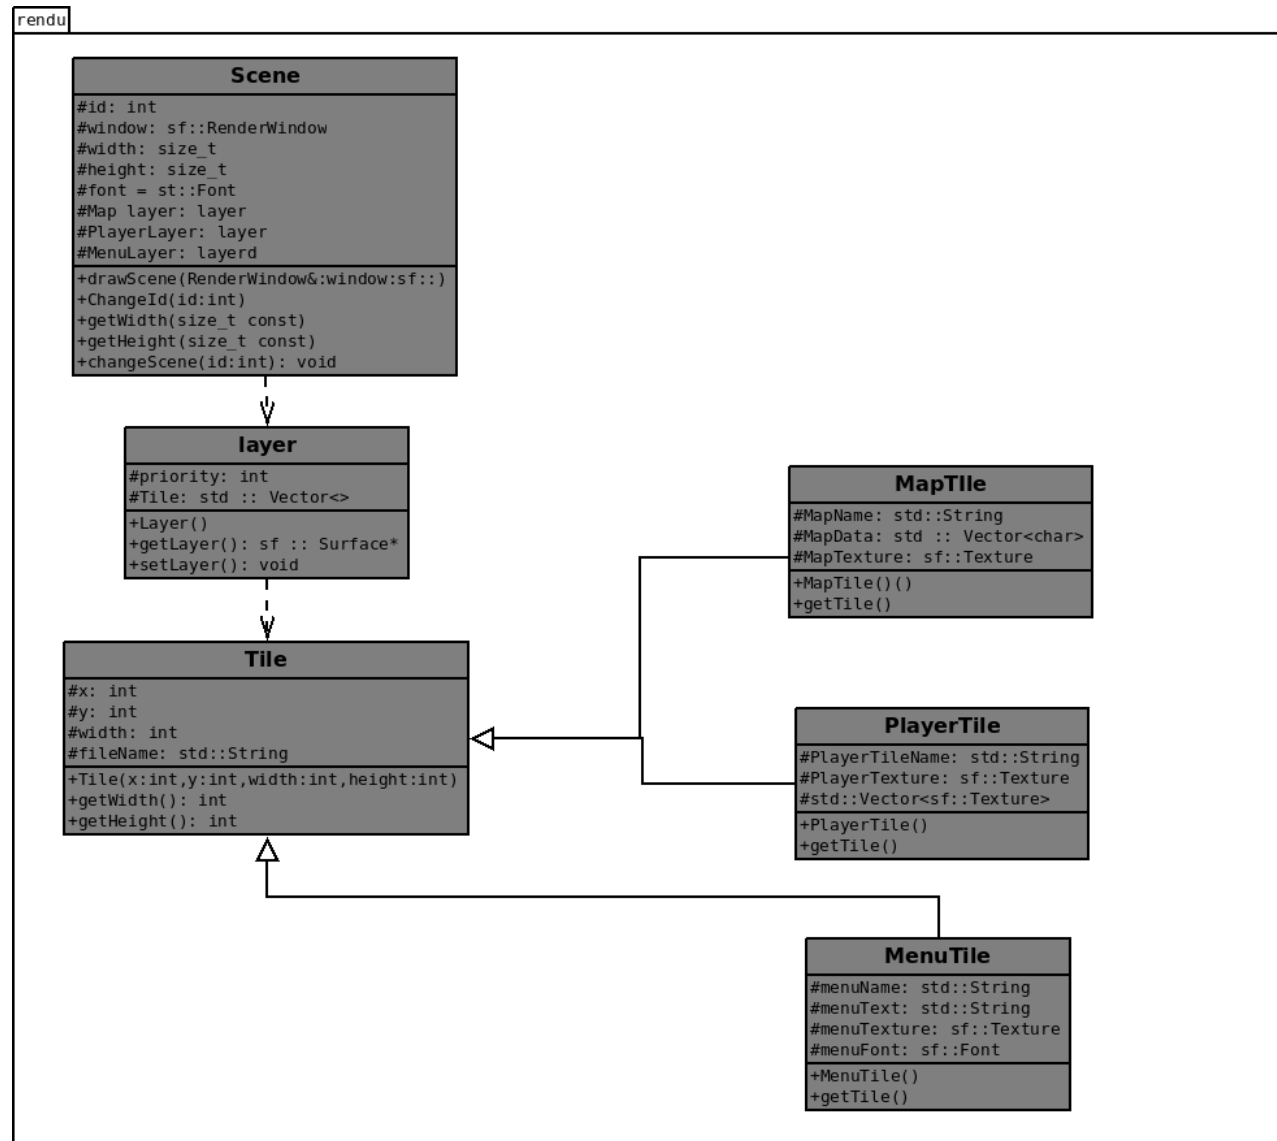 rendu
Scene
#id: int
#window: sf::RenderWindow
#width: size_t
#height: size_t
#font = st::Font
#Map layer: layer
#PlayerLayer: layer
#MenuLayer: layerd
+drawScene(RenderWindow&:window:sf::)
+ChangeId(id:int)
+getWidth(size_t const)
+getHeight(size_t const)
+changeScene(id:int): void
layer
#priority: int
#Tile: std :: Vector<>
+Layer()
+getLayer(): sf :: Surface*
+setLayer(): void
Tile
#x: int
#y: int
#width: int
#fileName: std::String
+Tile(x:int,y:int,width:int,height:int)
+getWidth(): int
+getHeight(): int
MapTIle
#MapName: std::String
#MapData: std :: Vector<char>
#MapTexture: sf::Texture
+MapTile()()
+getTile()
PlayerTile
#PlayerTileName: std::String
#PlayerTexture: sf::Texture
#std::Vector<sf::Texture>
+PlayerTile()
+getTile()
MenuTile
#menuName: std::String
#menuText: std::String
#menuTexture: sf::Texture
#menuFont: sf::Font
+MenuTile()
+getTile()